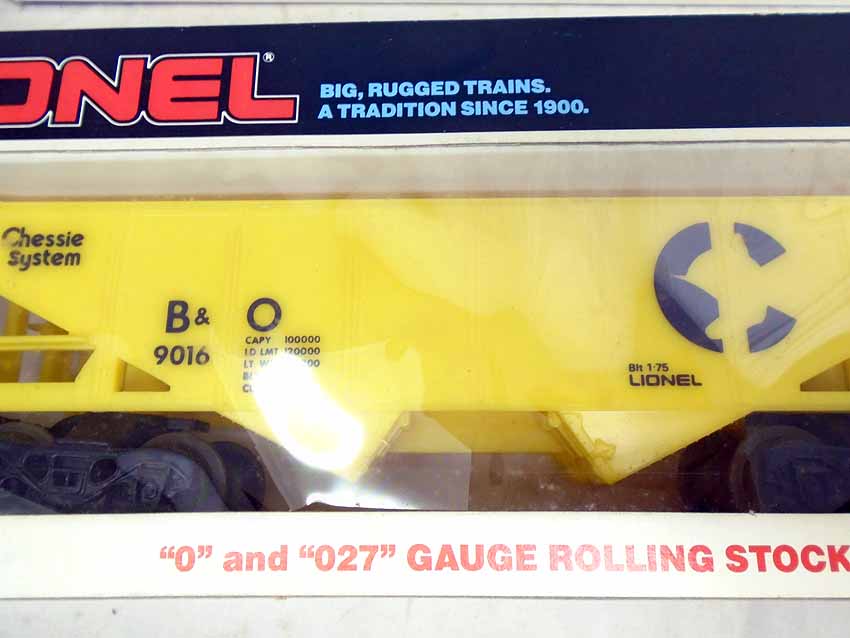 ONEL®
BIG, RUGGED TRAINS.
A TRADITION SINCE 1900.
Chessie
System
B & O
9016
CAPY 100000
LD LMT 120000
LT
Blt 1-75
LIONEL
"O" and "027" GAUGE ROLLING STOCK